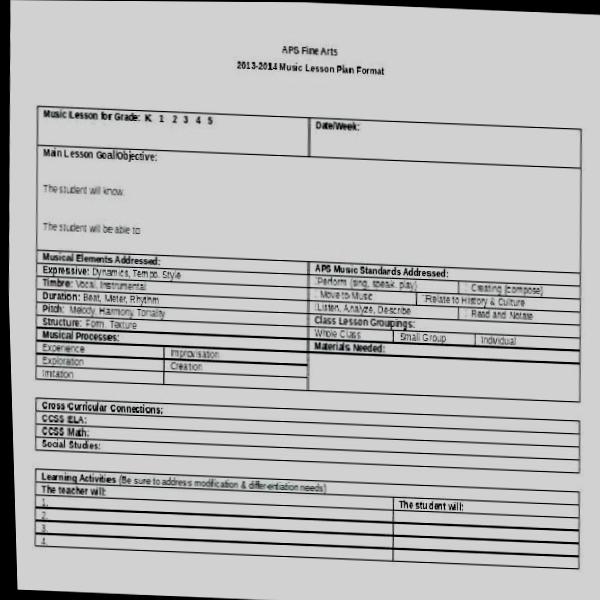 APS Fine Arts
2013-2014 Music Lesson Plan Format
Music Lesson for Grade: K 1 2 3 4 5
Date/Week:
Main Lesson Goal/Objective:
The student will know
The student will be able to
Musical Elements Addressed:
Expressive: Dynamics, Tempo, Style
Timbre: Vocal, Instrumental
Duration: Beat, Meter, Rhythm
Pitch: Melody, Harmony, Tonality
Structure: Form, Texture
Musical Processes:
Experience Improvisation
Exploration Creation
Imitation
APS Music Standards Addressed:
Perform (sing, speak, play) Creating (compose)
Move to Music Relate to History & Culture
Listen, Analyze, Describe Read and Notate
Class Lesson Groupings:
Whole Class Small Group Individual
Materials Needed:
Cross Curricular Connections:
CCSS ELA:
CCSS Math:
Social Studies:
Learning Activities (Be sure to address modification & differentiation needs)
The teacher will: The student will:
1.
2.
3.
4.